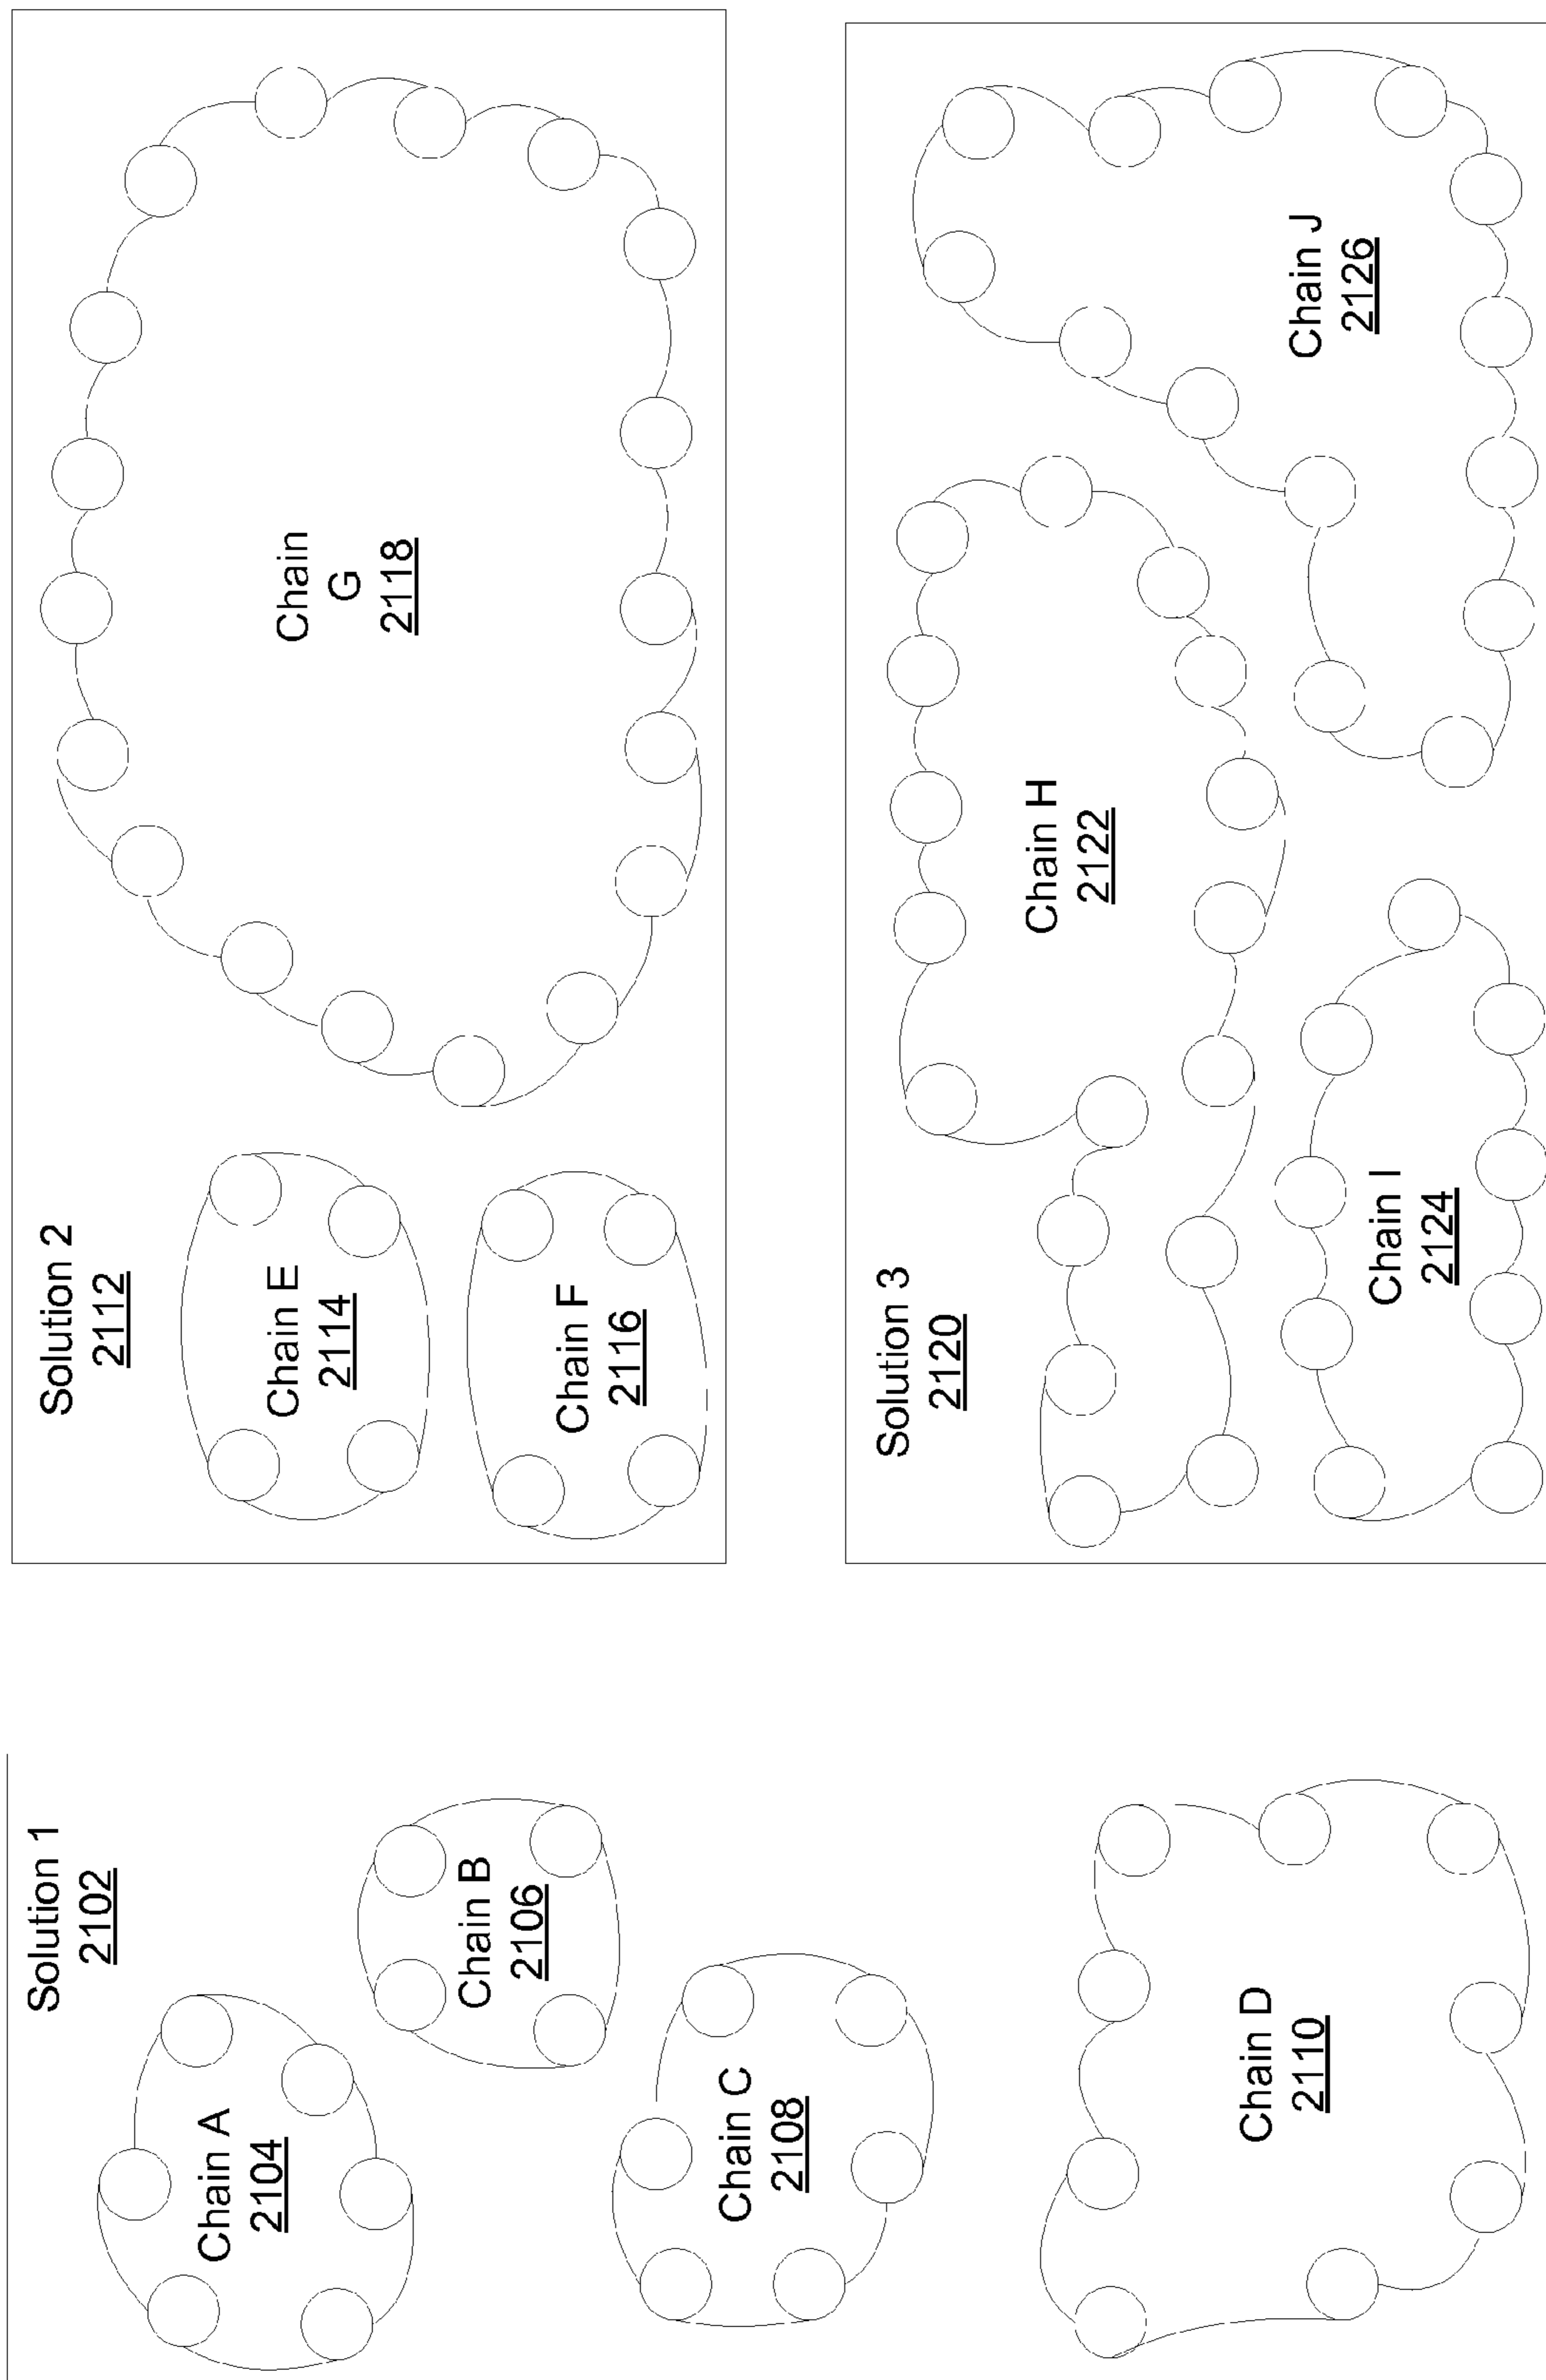 Solution 1
2102
Chain A
2104
Chain B
2106
Chain C
2108
Chain D
2110
Solution 2
2112
Chain E
2114
Chain F
2116
Chain
G
2118
Solution 3
2120
Chain H
2122
Chain I
2124
Chain J
2126